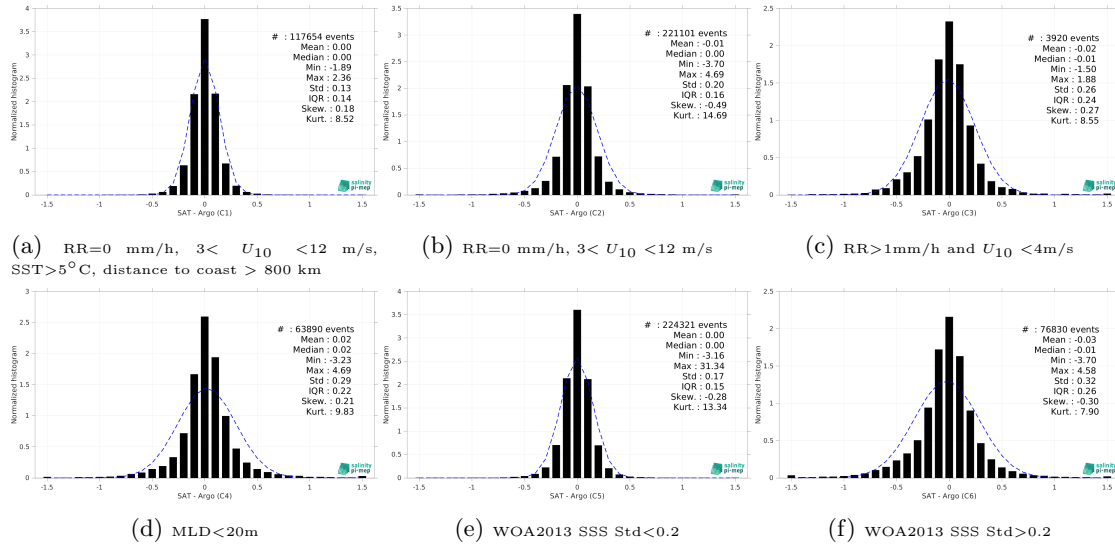 4
3.5
3
2.5
2
1.5
1
0.5
0
Normalized histogram
# : 117654 events
Mean : 0.00
Median : 0.00
Min : -1.89
Max : 2.36
Std : 0.13
IQR : 0.14
Skew. : 0.18
Kurt. : 8.52
salinity
pi-mep
-1.5 -1 -0.5 0 0.5 1 1.5
SAT - Argo (C1)
(a) RR=0 mm/h, 3< U10 <12 m/s,
SST>5°C, distance to coast > 800 km
3.5
3
2.5
2
1.5
1
0.5
0
Normalized histogram
# : 221101 events
Mean : -0.01
Median : 0.00
Min : -3.70
Max : 4.69
Std : 0.20
IQR : 0.16
Skew. : -0.49
Kurt. : 14.69
salinity
pi-mep
-1.5 -1 -0.5 0 0.5 1 1.5
SAT - Argo (C2)
(b) RR=0 mm/h, 3< U10 <12 m/s
2.5
2
1.5
1
0.5
0
Normalized histogram
# : 3920 events
Mean : -0.02
Median : -0.01
Min : -1.50
Max : 1.88
Std : 0.26
IQR : 0.24
Skew. : 0.27
Kurt. : 8.55
salinity
pi-mep
-1.5 -1 -0.5 0 0.5 1 1.5
SAT - Argo (C3)
(c) RR>1mm/h and U10 <4m/s
3
2.5
2
1.5
1
0.5
0
Normalized histogram
# : 63890 events
Mean : 0.02
Median : 0.02
Min : -3.23
Max : 4.69
Std : 0.29
IQR : 0.22
Skew. : 0.21
Kurt. : 9.83
salinity
pi-mep
-1.5 -1 -0.5 0 0.5 1 1.5
SAT - Argo (C4)
(d) MLD<20m
4
3.5
3
2.5
2
1.5
1
0.5
0
Normalized histogram
# : 224321 events
Mean : 0.00
Median : 0.00
Min : -3.16
Max : 31.34
Std : 0.17
IQR : 0.15
Skew. : -0.28
Kurt. : 13.34
salinity
pi-mep
-1.5 -1 -0.5 0 0.5 1 1.5
SAT - Argo (C5)
(e) WOA2013 SSS Std<0.2
2.5
2
1.5
1
0.5
0
Normalized histogram
# : 76830 events
Mean : -0.03
Median : -0.01
Min : -3.70
Max : 4.58
Std : 0.32
IQR : 0.26
Skew. : -0.30
Kurt. : 7.90
salinity
pi-mep
-1.5 -1 -0.5 0 0.5 1 1.5
SAT - Argo (C6)
(f) WOA2013 SSS Std>0.2